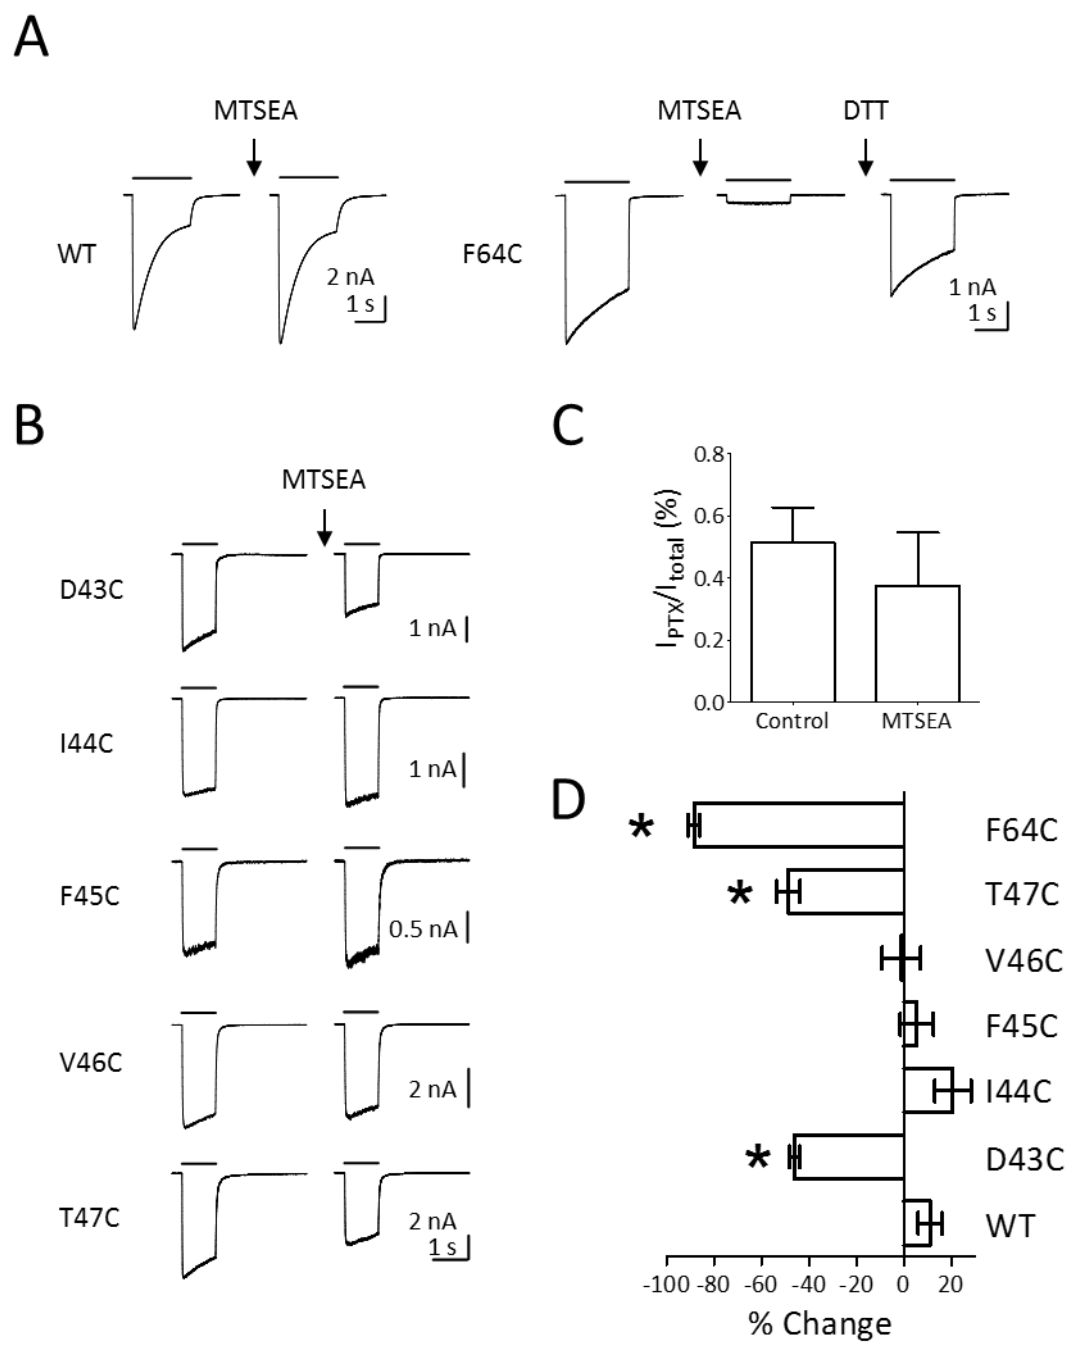 A
MTSEA
MTSEA
DTT
WT
2 nA
1 s
F64C
1 nA
1 s
B
C
MTSEA
D43C
1 nA
I44C
1 nA
F45C
0.5 nA
V46C
2 nA
T47C
2 nA
1 s
IPTX/Itotal (%)
0.8
0.6
0.4
0.2
0.0
Control MTSEA
D
* F64C
* T47C
V46C
F45C
I44C
* D43C
WT
-100 -80 -60 -40 -20 0 20
% Change